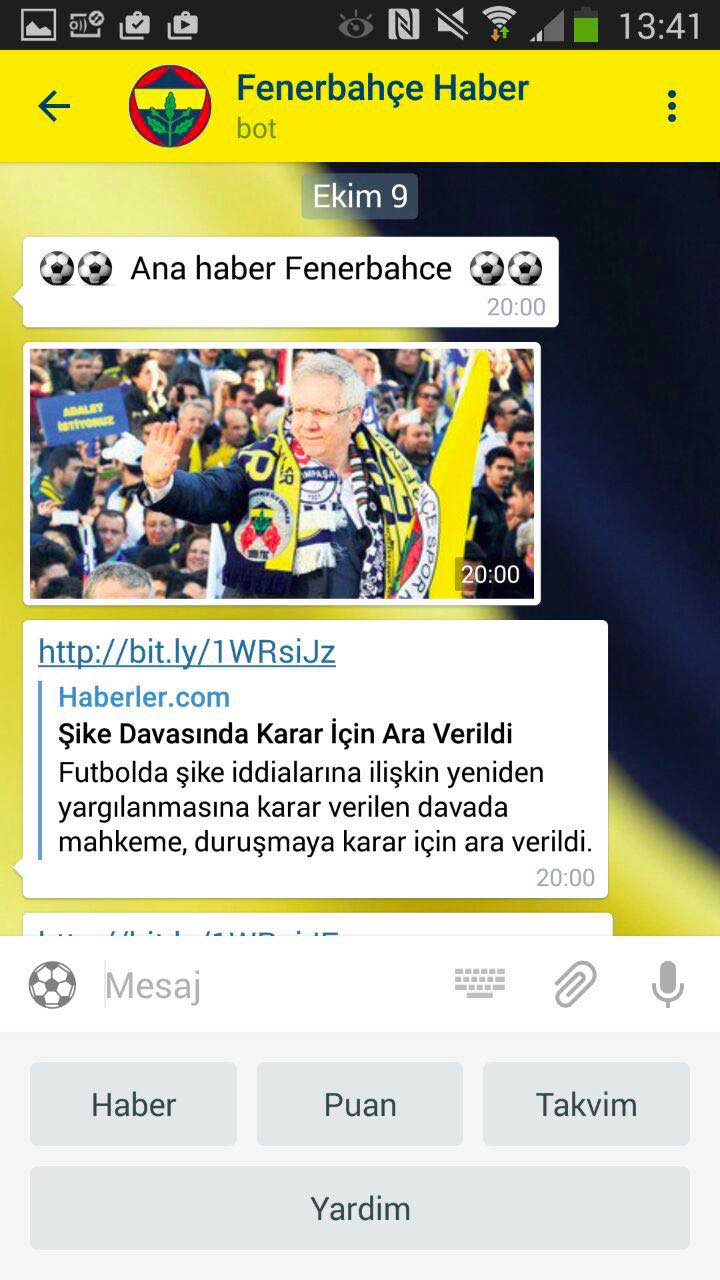 13:41
Fenerbahçe Haber
bot
Ekim 9
Ana haber Fenerbahce
20:00
ADALET
İSTİYORUZ
20:00
http://bit.ly/1WRsiJz
Haberler.com
Şike Davasında Karar İçin Ara Verildi
Futbolda şike iddialarına ilişkin yeniden
yargılanmasına karar verilen davada
mahkeme, duruşmaya karar için ara verildi.
20:00
Mesaj
Haber
Puan
Takvim
Yardim